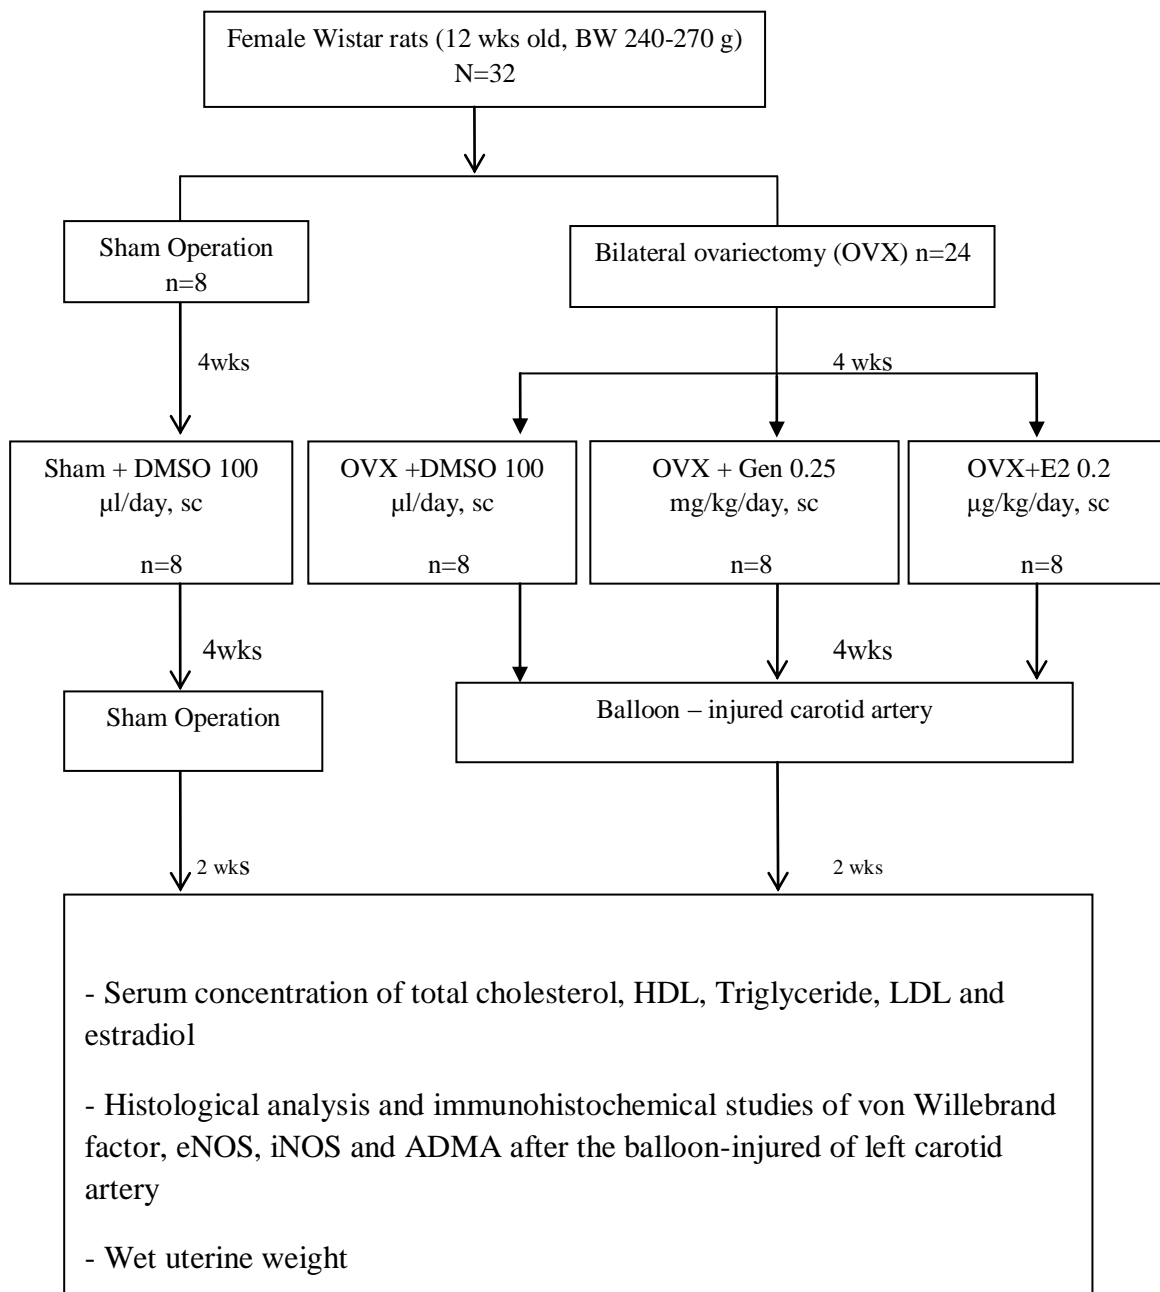 Female Wistar rats (12 wks old, BW 240-270 g)
N=32
Sham Operation
n=8
Bilateral ovariectomy (OVX) n=24
4wks
4 wks
Sham + DMSO 100
µl/day, sc
n=8
OVX +DMSO 100
µl/day, sc
n=8
OVX + Gen 0.25
mg/kg/day, sc
n=8
OVX+E2 0.2
µg/kg/day, sc
n=8
4wks
4wks
Sham Operation
Balloon – injured carotid artery
2 wks
2 wks
- Serum concentration of total cholesterol, HDL, Triglyceride, LDL and
estradiol
- Histological analysis and immunohistochemical studies of von Willebrand
factor, eNOS, iNOS and ADMA after the balloon-injured of left carotid
artery
- Wet uterine weight